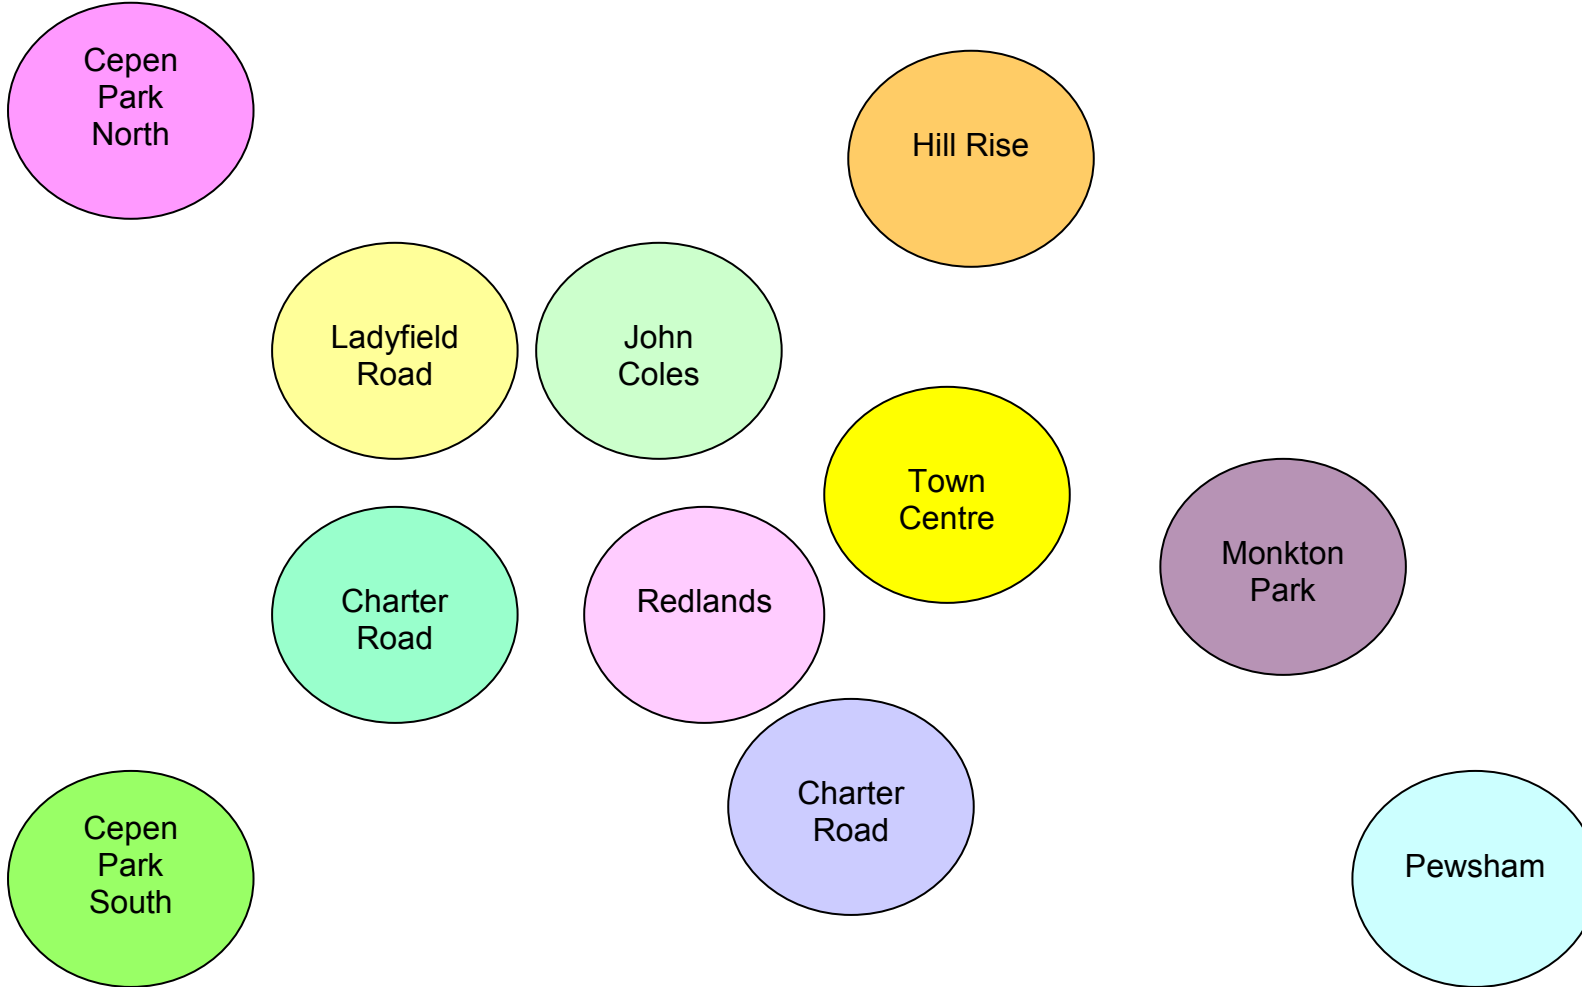 Cepen
Park
North
Hill Rise
Ladyfield
Road
John
Coles
Town
Centre
Monkton
Park
Charter
Road
Redlands
Charter
Road
Cepen
Park
South
Pewsham